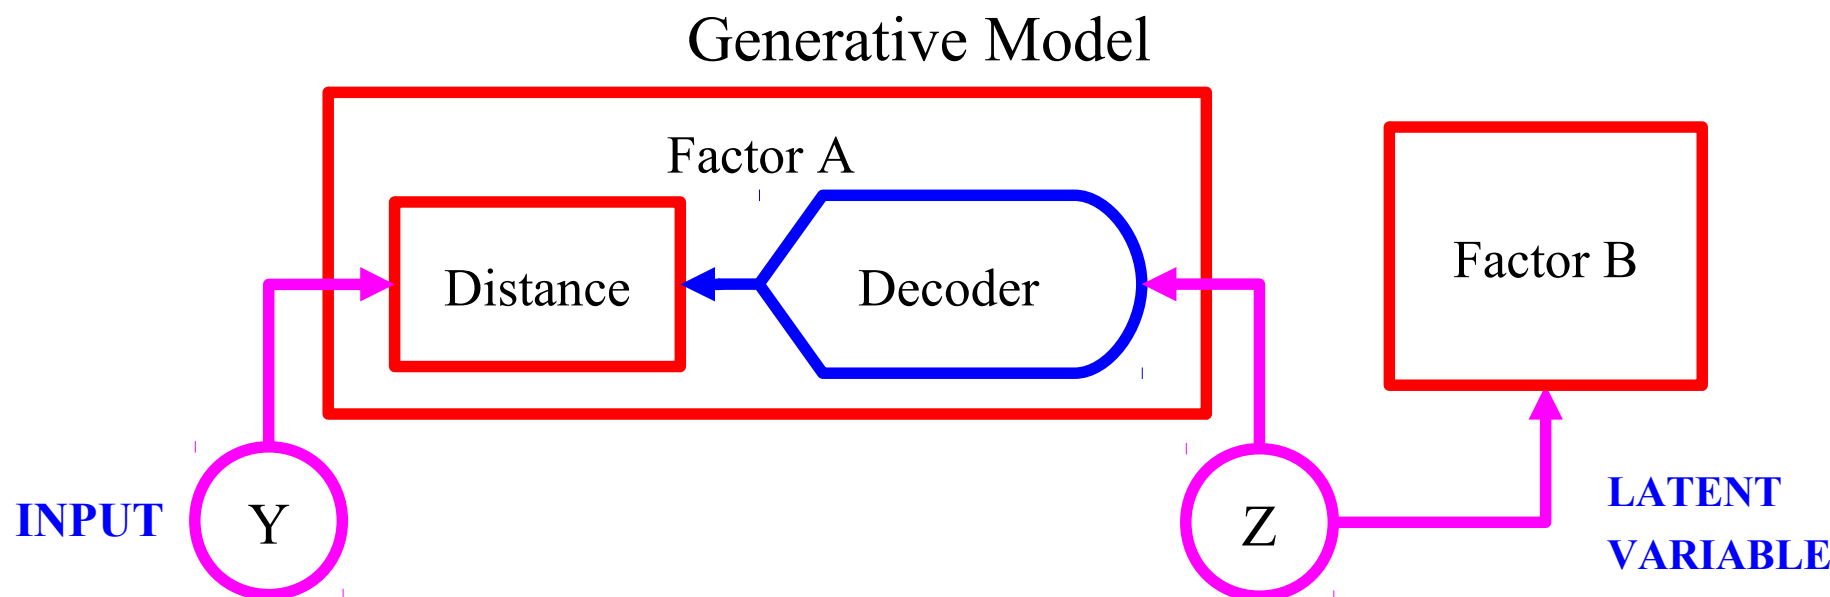 Generative Model
Factor A
Distance
Decoder
Factor B
INPUT
Y
Z
LATENT
VARIABLE